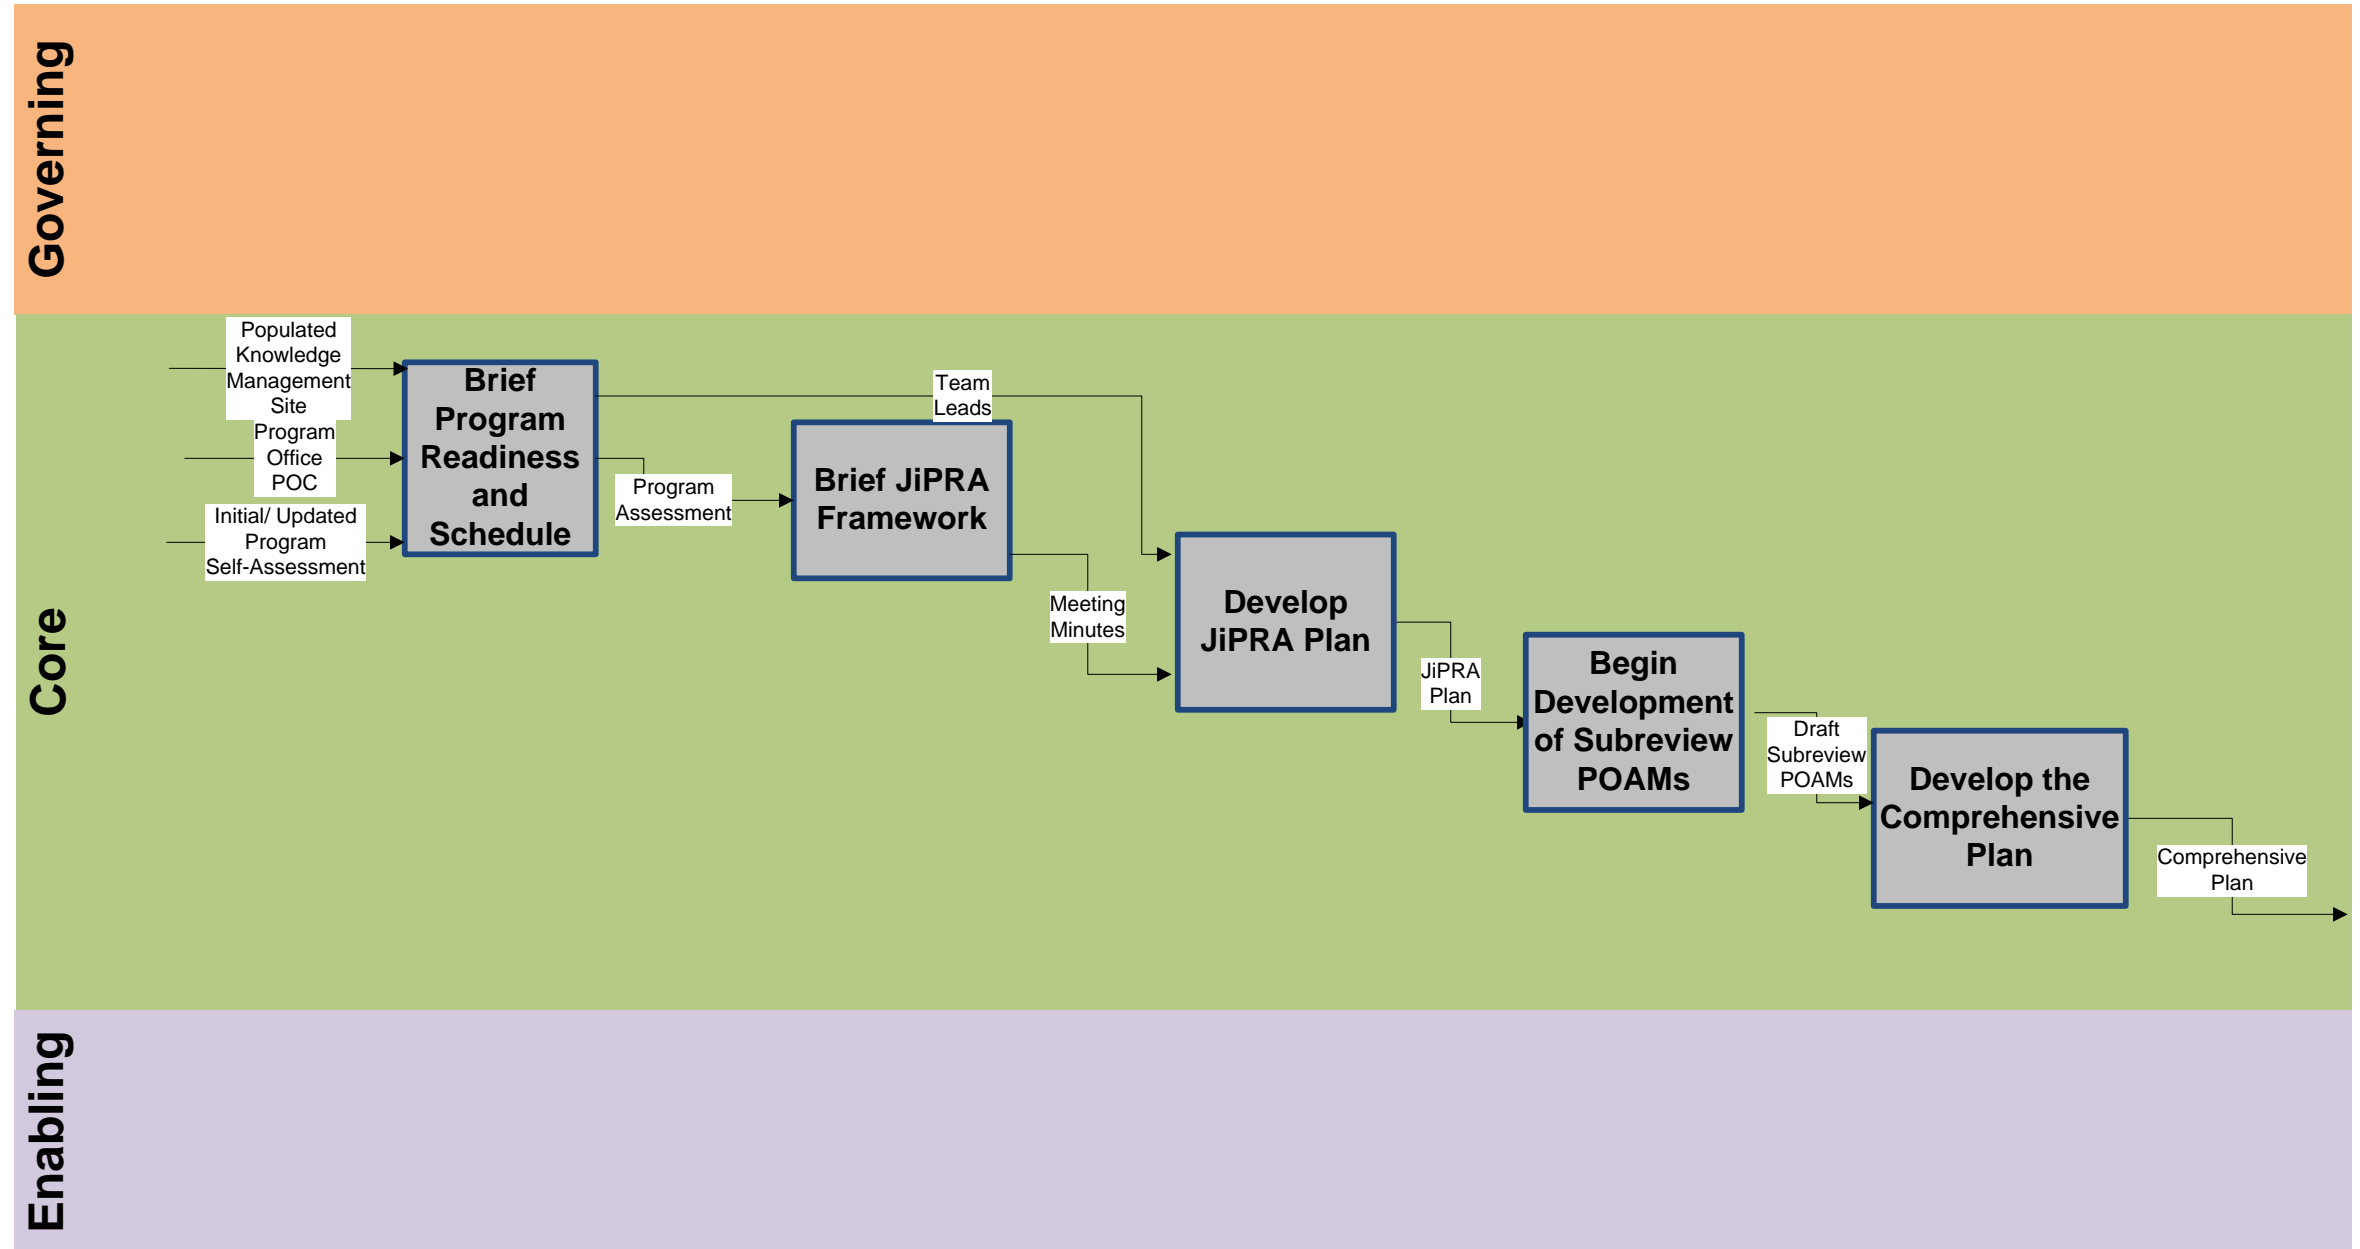 Governing
Populated
Knowledge
Management
Site
Program
Office
POC
Initial/ Updated
Program
Self-Assessment
Brief
Program
Readiness
and
Schedule
Team
Leads
Program
Assessment
Brief JiPRA
Framework
Meeting
Minutes
Develop
JiPRA Plan
JiPRA
Plan
Begin
Development
of Subreview
POAMs
Draft
Subreview
POAMs
Develop the
Comprehensive
Plan
Comprehensive
Plan
Core
Enabling